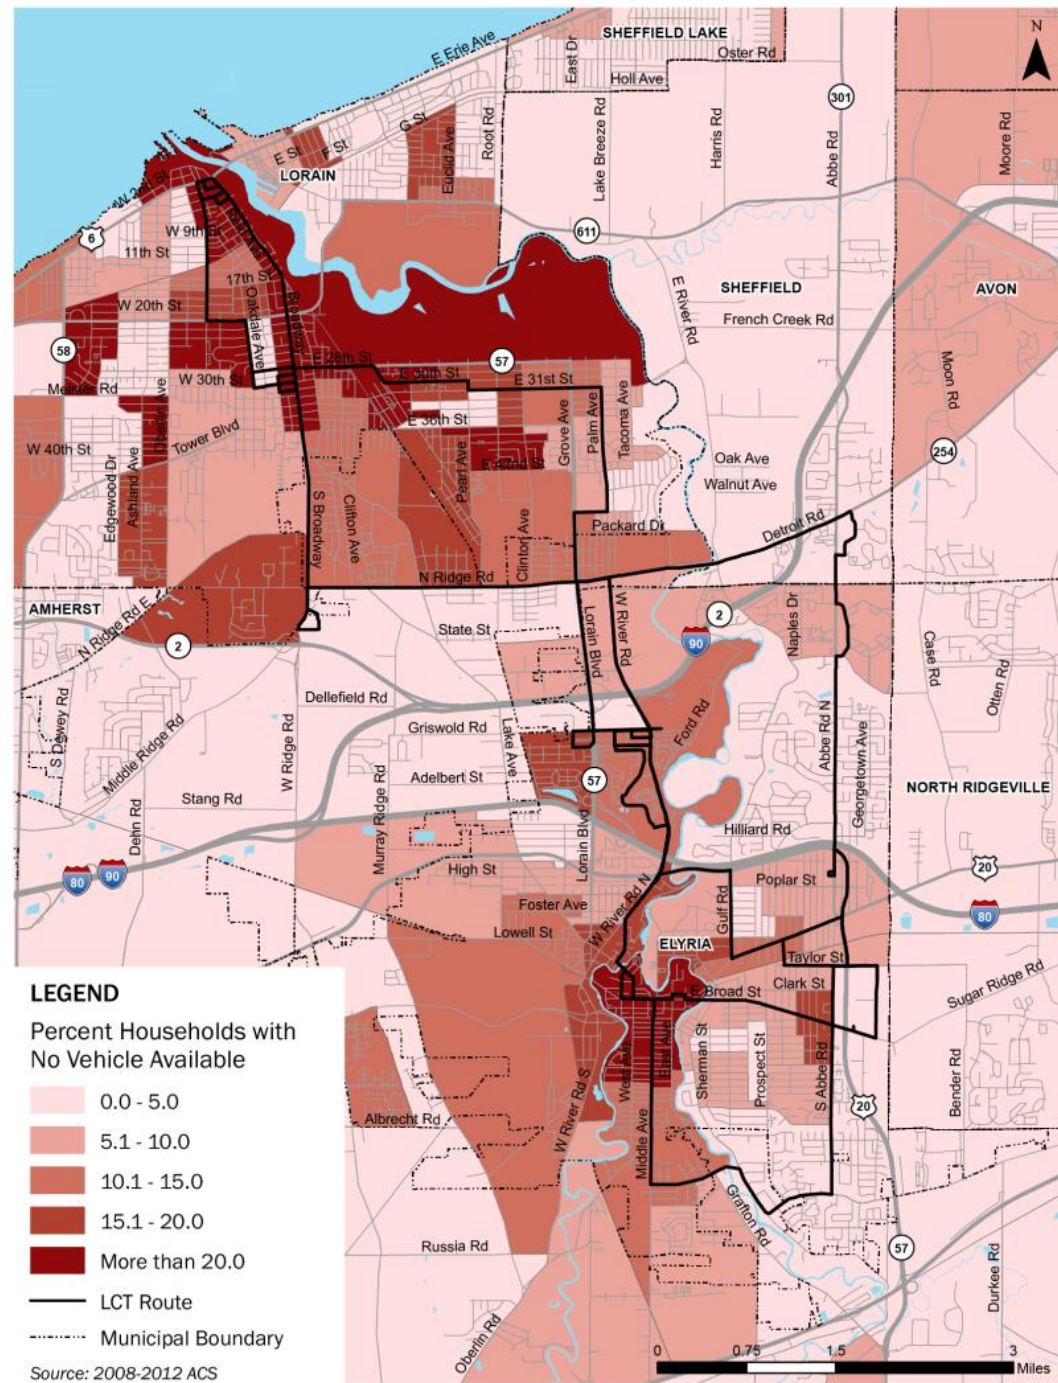 N
SHEFFIELD LAKE
E Erie Ave
East Dr
Oster Rd
Holl Ave
301
G St
Root Rd
Lake Breeze Rd
Harris Rd
Abbe Rd
Moore Rd
E St
F St
Euclid Ave
LORAIN
W 2nd St
6
W 9th St
11th St
611
17th St
E River Rd
SHEFFIELD
AVON
W 20th St
Oakdale Ave
Broadway
French Creek Rd
58
E 28th St
57
Meister Rd
W 30th St
E 30th St
E 31st St
Moon Rd
Oberlin Ave
E 36th St
Grove Ave
Palm Ave
Tacoma Ave
W 40th St
Tower Blvd
Pearl Ave
E 42nd St
254
Edgewood Dr
Ashland Ave
S Broadway
Clifton Ave
Oak Ave
Walnut Ave
Clinton Ave
Packard Dr
Detroit Rd
N Ridge Rd
AMHERST
N Ridge Rd E
2
State St
Lorain Blvd
W River Rd
2
90
Naples Dr
Case Rd
Otten Rd
S Dewey Rd
Middle Ridge Rd
Dellefield Rd
Griswold Rd
Lake Ave
Ford Rd
Abbe Rd N
Georgetown Ave
W Ridge Rd
Adelbert St
57
NORTH RIDGEVILLE
Stang Rd
Murray Ridge Rd
Lorain Blvd
Hilliard Rd
Dehn Rd
80
90
High St
Poplar St
20
80
Foster Ave
W River Rd N
Gulf Rd
Lowell St
ELYRIA
Taylor St
Clark St
E Broad St
Sugar Ridge Rd
West Ave
East Ave
Sherman St
Prospect St
S Abbe Rd
Bender Rd
20
Albrecht Rd
W River Rd S
Middle Ave
Grafton Rd
Russia Rd
57
Durkee Rd
Oberlin Rd
LEGEND
Percent Households with
No Vehicle Available
0.0 - 5.0
5.1 - 10.0
10.1 - 15.0
15.1 - 20.0
More than 20.0
LCT Route
Municipal Boundary
Source: 2008-2012 ACS
0 0.75 1.5 3
Miles